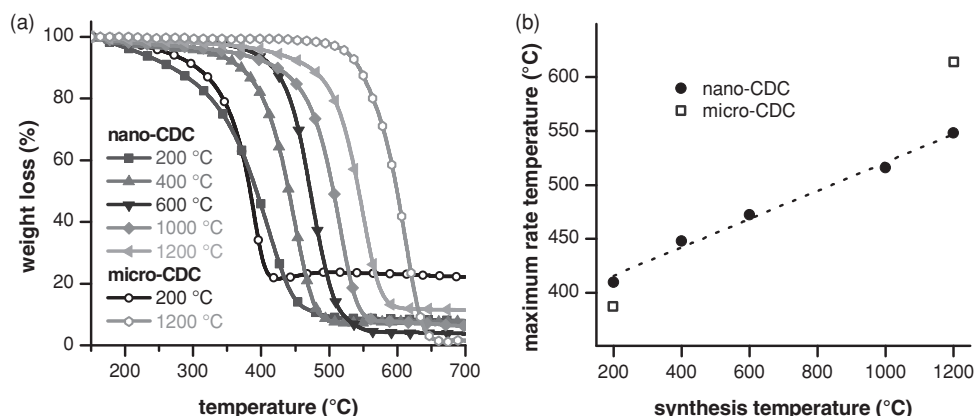 (a)
100
80
60
40
20
0
weight loss (%)
nano-CDC
200 °C
400 °C
600 °C
1000 °C
1200 °C
micro-CDC
200 °C
1200 °C
200 300 400 500 600 700
temperature (°C)
(b)
600
550
500
450
400
maximum rate temperature (°C)
nano-CDC
micro-CDC
200 400 600 800 1000 1200
synthesis temperature (°C)